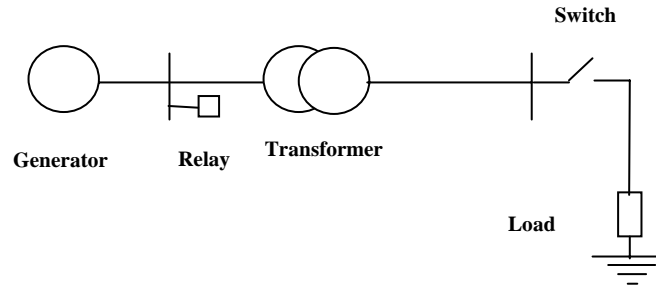 Switch
Generator
Relay
Transformer
Load